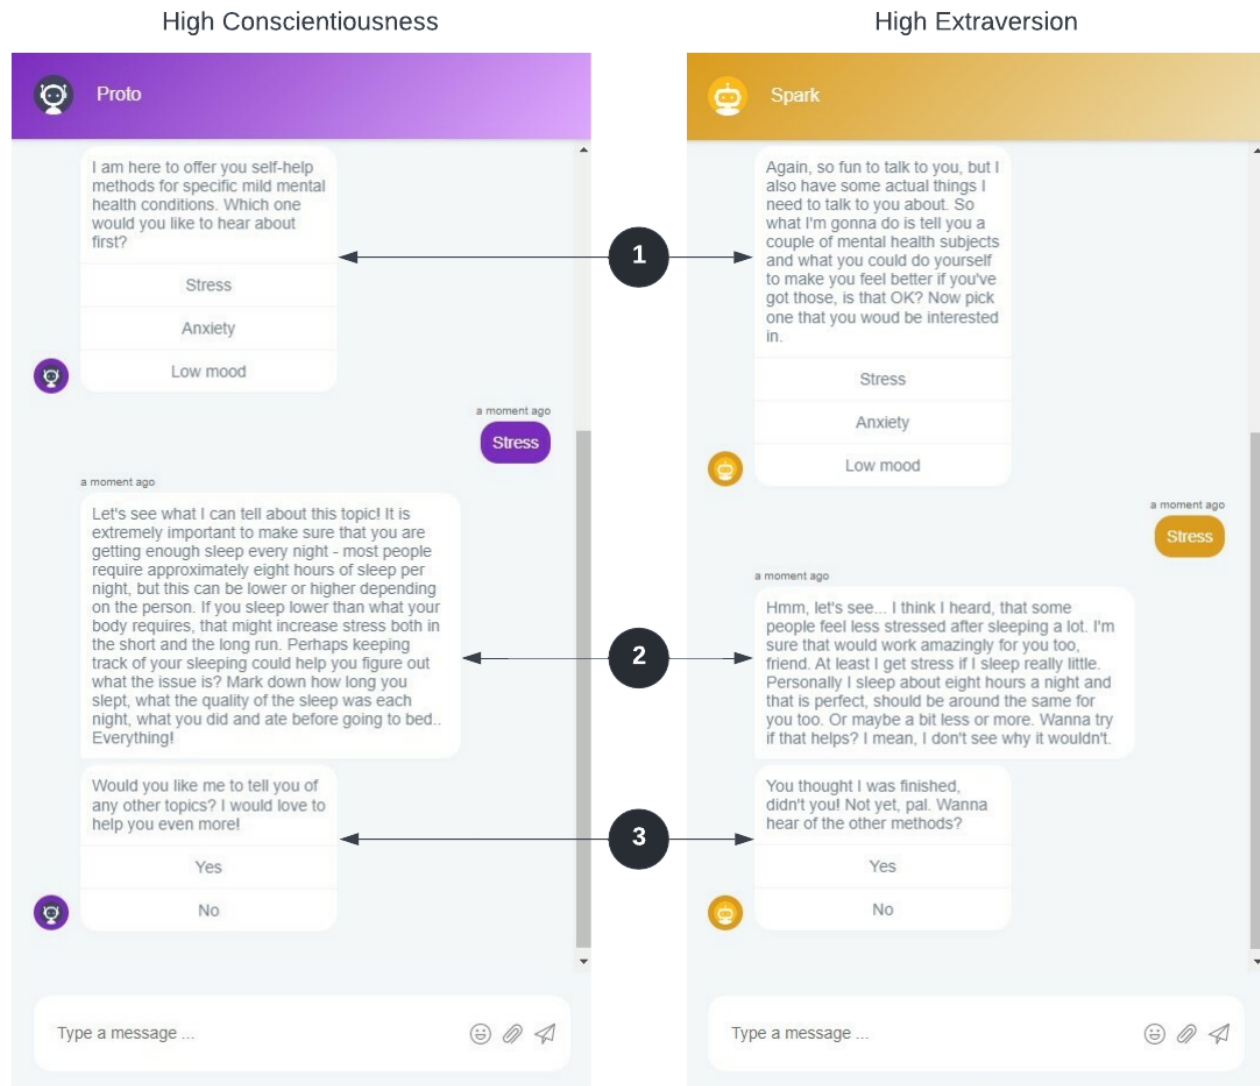 High Conscientiousness
Proto
I am here to offer you self-help
methods for specific mild mental
health conditions. Which one
would you like to hear about
first?
Stress
Anxiety
Low mood
a moment ago
Stress
a moment ago
Let's see what I can tell about this topic! It is
extremely important to make sure that you are
getting enough sleep every night - most people
require approximately eight hours of sleep per
night, but this can be lower or higher depending
on the person. If you sleep lower than what your
body requires, that might increase stress both in
the short and the long run. Perhaps keeping
track of your sleeping could help you figure out
what the issue is? Mark down how long you
slept, what the quality of the sleep was each
night, what you did and ate before going to bed..
Everything!
Would you like me to tell you of
any other topics? I would love to
help you even more!
Yes
No
Type a message ...
1
2
3
High Extraversion
Spark
Again, so fun to talk to you, but I
also have some actual things I
need to talk to you about. So
what I'm gonna do is tell you a
couple of mental health subjects
and what you could do yourself
to make you feel better if you've
got those, is that OK? Now pick
one that you woud be interested
in.
Stress
Anxiety
Low mood
a moment ago
Stress
a moment ago
Hmm, let's see... I think I heard, that some
people feel less stressed after sleeping a lot. I'm
sure that would work amazingly for you too,
friend. At least I get stress if I sleep really little.
Personally I sleep about eight hours a night and
that is perfect, should be around the same for
you too. Or maybe a bit less or more. Wanna try
if that helps? I mean, I don't see why it wouldn't.
You thought I was finished,
didn't you! Not yet, pal. Wanna
hear of the other methods?
Yes
No
Type a message ...